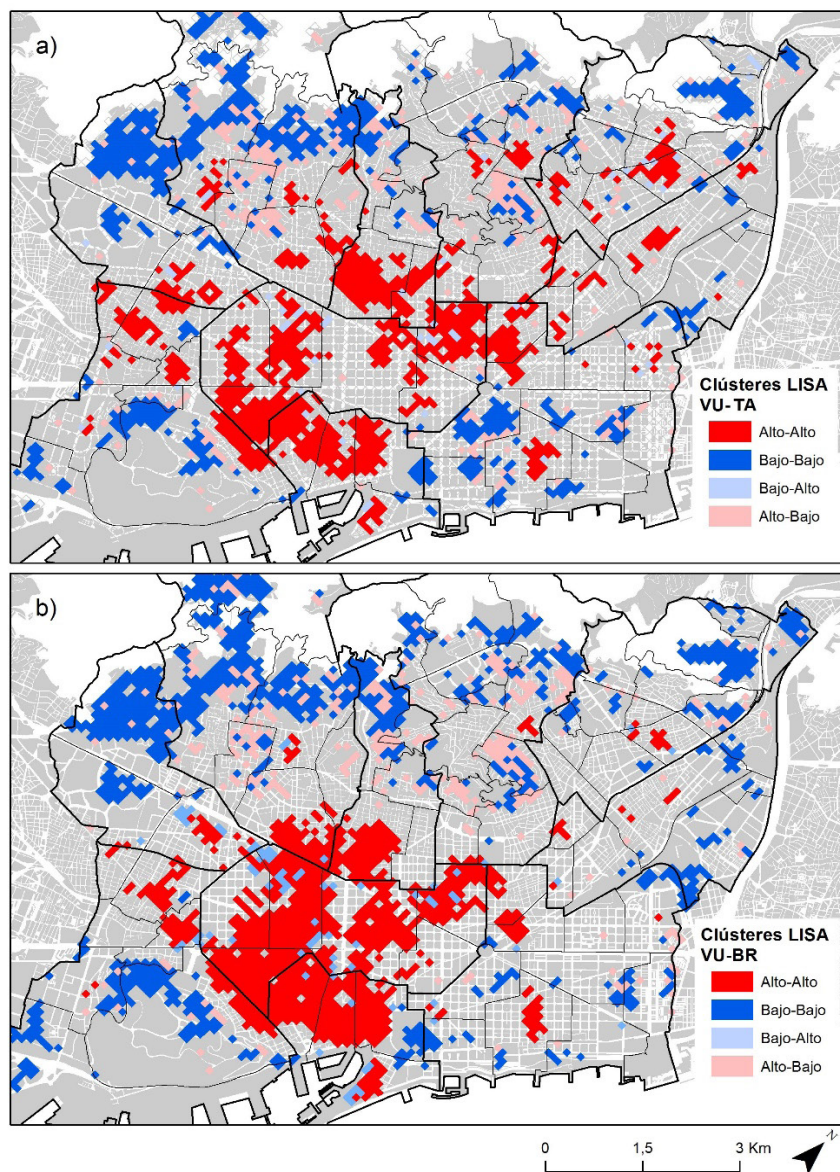 a)
Clústeres LISA
VU-TA
Alto-Alto
Bajo-Bajo
Bajo-Alto
Alto-Bajo
b)
Clústeres LISA
VU-BR
Alto-Alto
Bajo-Bajo
Bajo-Alto
Alto-Bajo
0 1,5 3 Km
N